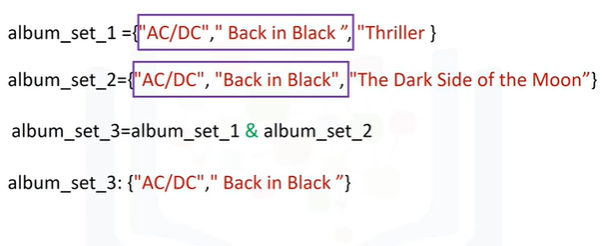 album_set_1 ={"AC/DC"," Back in Black ”, "Thriller }
album_set_2={"AC/DC", "Back in Black", "The Dark Side of the Moon”}
album_set_3=album_set_1 & album_set_2
album_set_3: {"AC/DC"," Back in Black ”}